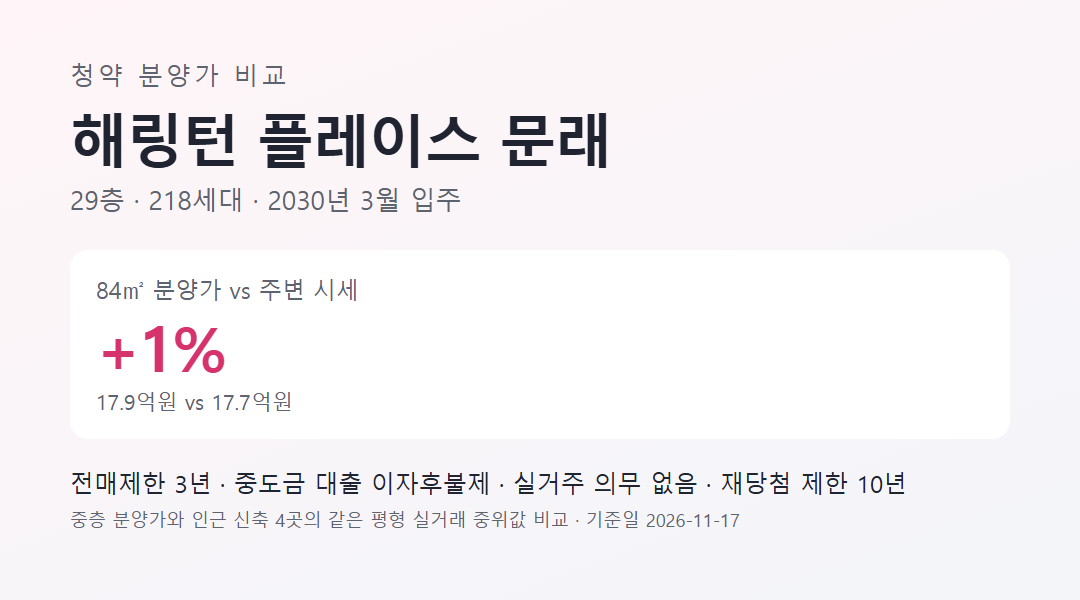 청약 분양가 비교
해링턴 플레이스 문래
29층 · 218세대 · 2030년 3월 입주
84㎡ 분양가 vs 주변 시세
+1%
17.9억원 vs 17.7억원
전매제한 3년 · 중도금 대출 이자후불제 · 실거주 의무 없음 · 재당첨 제한 10년
중층 분양가와 인근 신축 4곳의 같은 평형 실거래 중위값 비교 · 기준일 2026-11-17